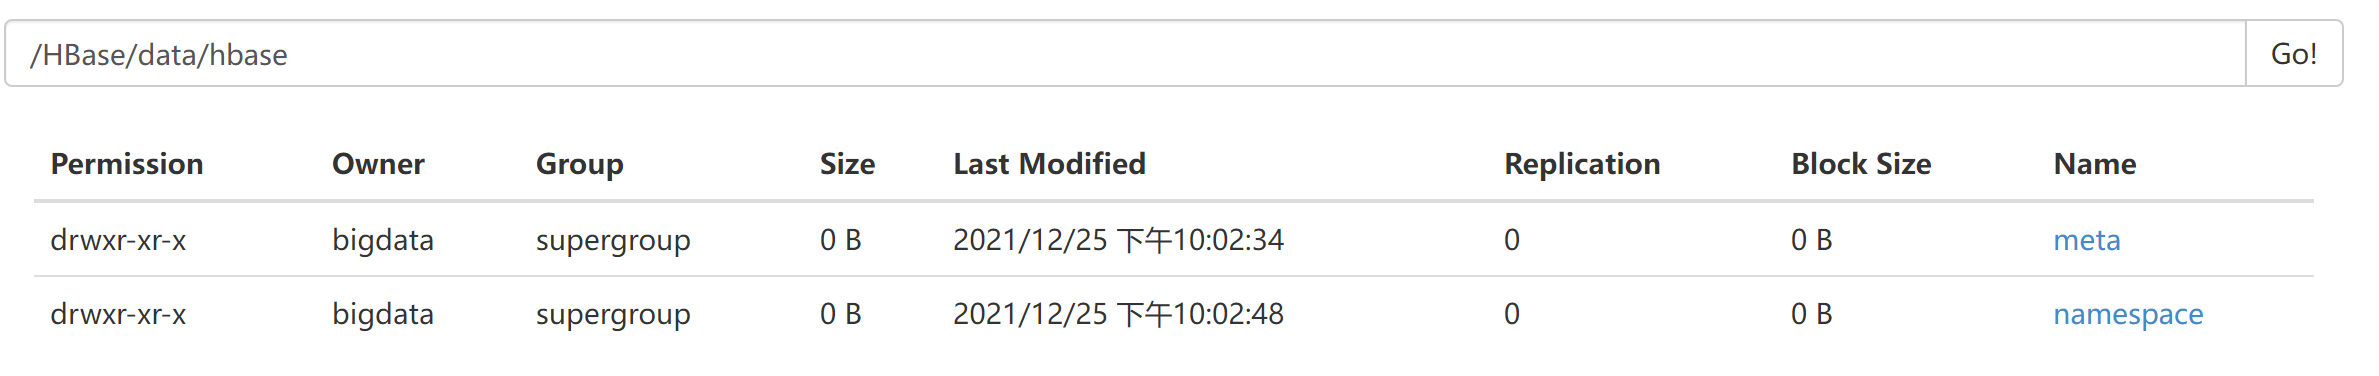 /HBase/data/hbase Go!
Permission Owner Group Size Last Modified Replication Block Size Name
drwxr-xr-x bigdata supergroup 0 B 2021/12/25 下午10:02:34 0 0 B meta
drwxr-xr-x bigdata supergroup 0 B 2021/12/25 下午10:02:48 0 0 B namespace